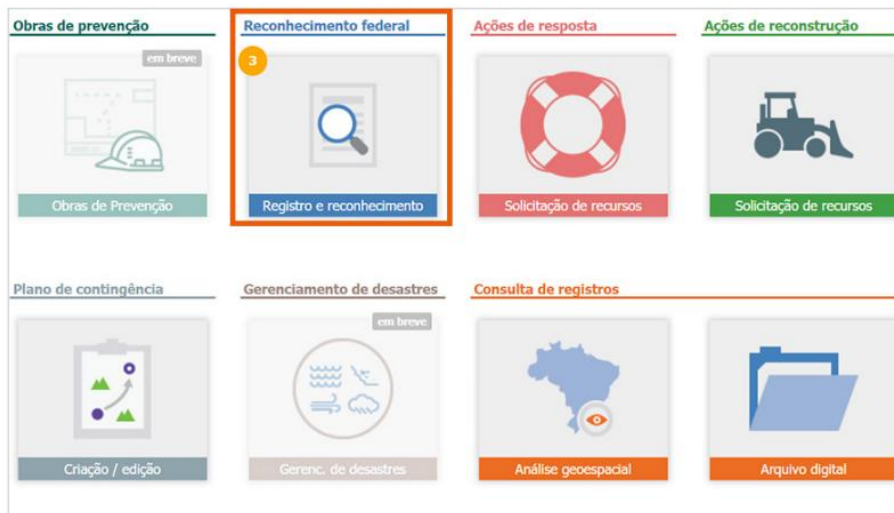 Obras de prevenção
Reconhecimento federal
Ações de resposta
Ações de reconstrução
em breve
3
Obras de Prevenção
Registro e reconhecimento
Solicitação de recursos
Solicitação de recursos
Plano de contingência
Gerenciamento de desastres
Consulta de registros
em breve
Criação / edição
Gerenc. de desastres
Análise geoespacial
Arquivo digital